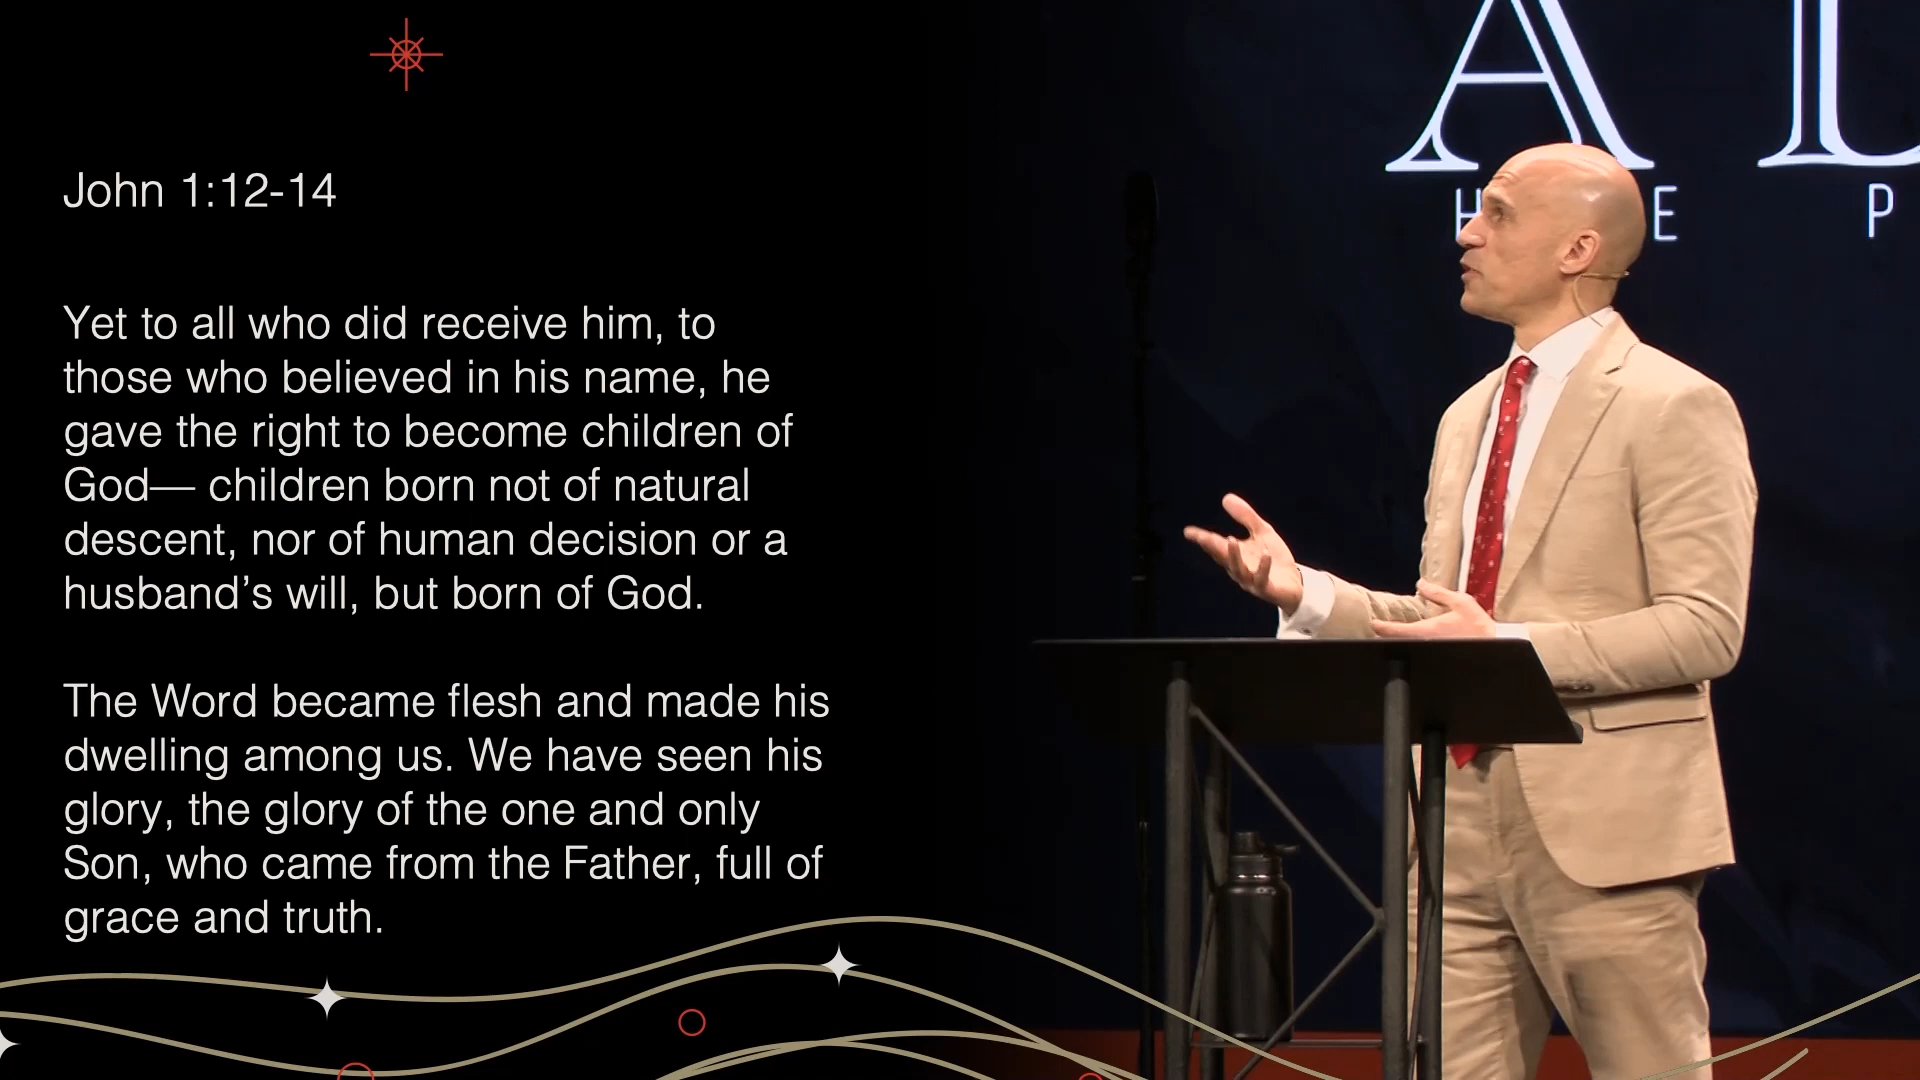 A
H E P
John 1:12-14
Yet to all who did receive him, to
those who believed in his name, he
gave the right to become children of
God— children born not of natural
descent, nor of human decision or a
husband’s will, but born of God.
The Word became flesh and made his
dwelling among us. We have seen his
glory, the glory of the one and only
Son, who came from the Father, full of
grace and truth.